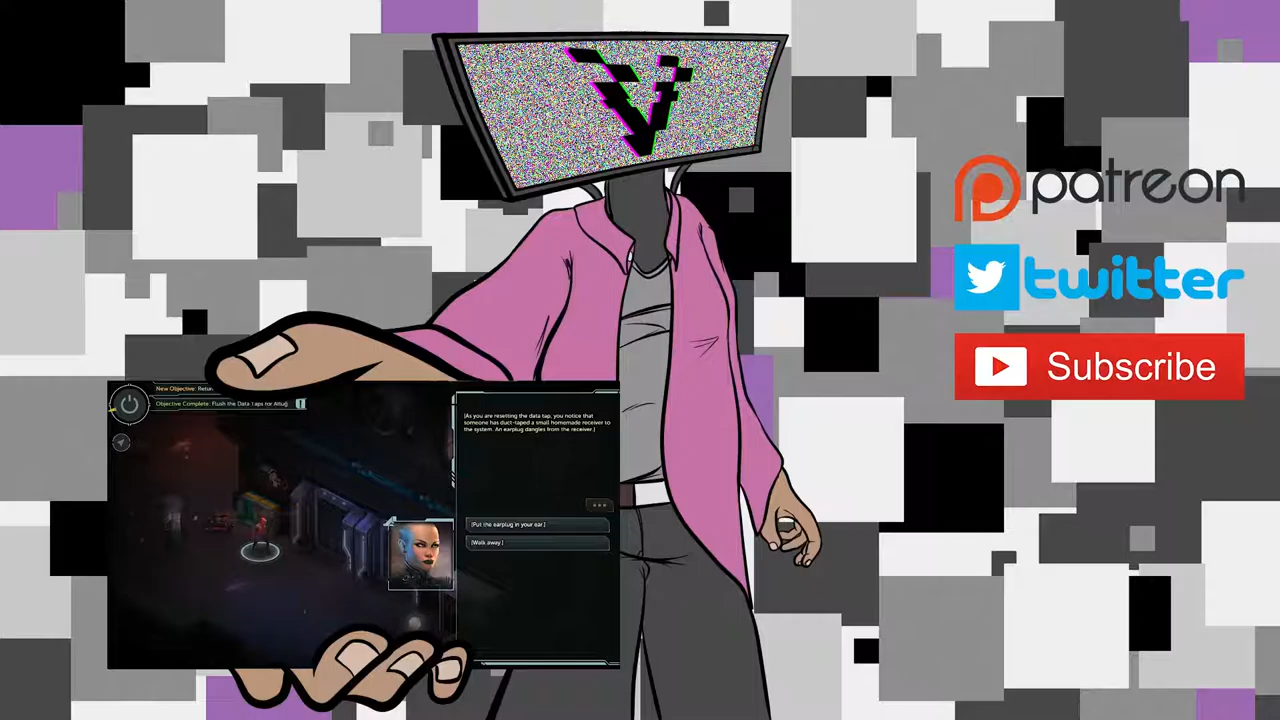 patreon
twitter
Subscribe
New Objective: Retur
Objective Complete: Flush the Data Taps for Altug
[As you are resetting the data tap, you notice that
someone has duct-taped a small homemade receiver to
the system. An earplug dangles from the receiver.]
[Put the earplug in your ear.]
[Walk away.]